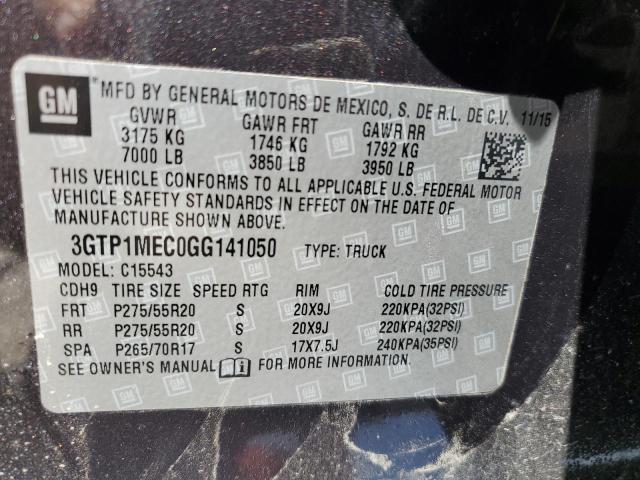 GM
*MFD BY GENERAL MOTORS DE MEXICO, S. DE R.L. DE C.V. 11/15
GVWR GAWR FRT GAWR RR
3175 KG 1746 KG 1792 KG
7000 LB 3850 LB 3950 LB
THIS VEHICLE CONFORMS TO ALL APPLICABLE U.S. FEDERAL MOTOR
VEHICLE SAFETY STANDARDS IN EFFECT ON THE DATE OF
MANUFACTURE SHOWN ABOVE.
3GTP1MEC0GG141050 TYPE: TRUCK
MODEL: C15543
CDH9 TIRE SIZE SPEED RTG RIM COLD TIRE PRESSURE
FRT P275/55R20 S 20X9J 220KPA(32PSI)
RR P275/55R20 S 20X9J 220KPA(32PSI)
SPA P265/70R17 S 17X7.5J 240KPA(35PSI)
SEE OWNER'S MANUAL FOR MORE INFORMATION.